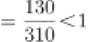 = 130/310 < 1